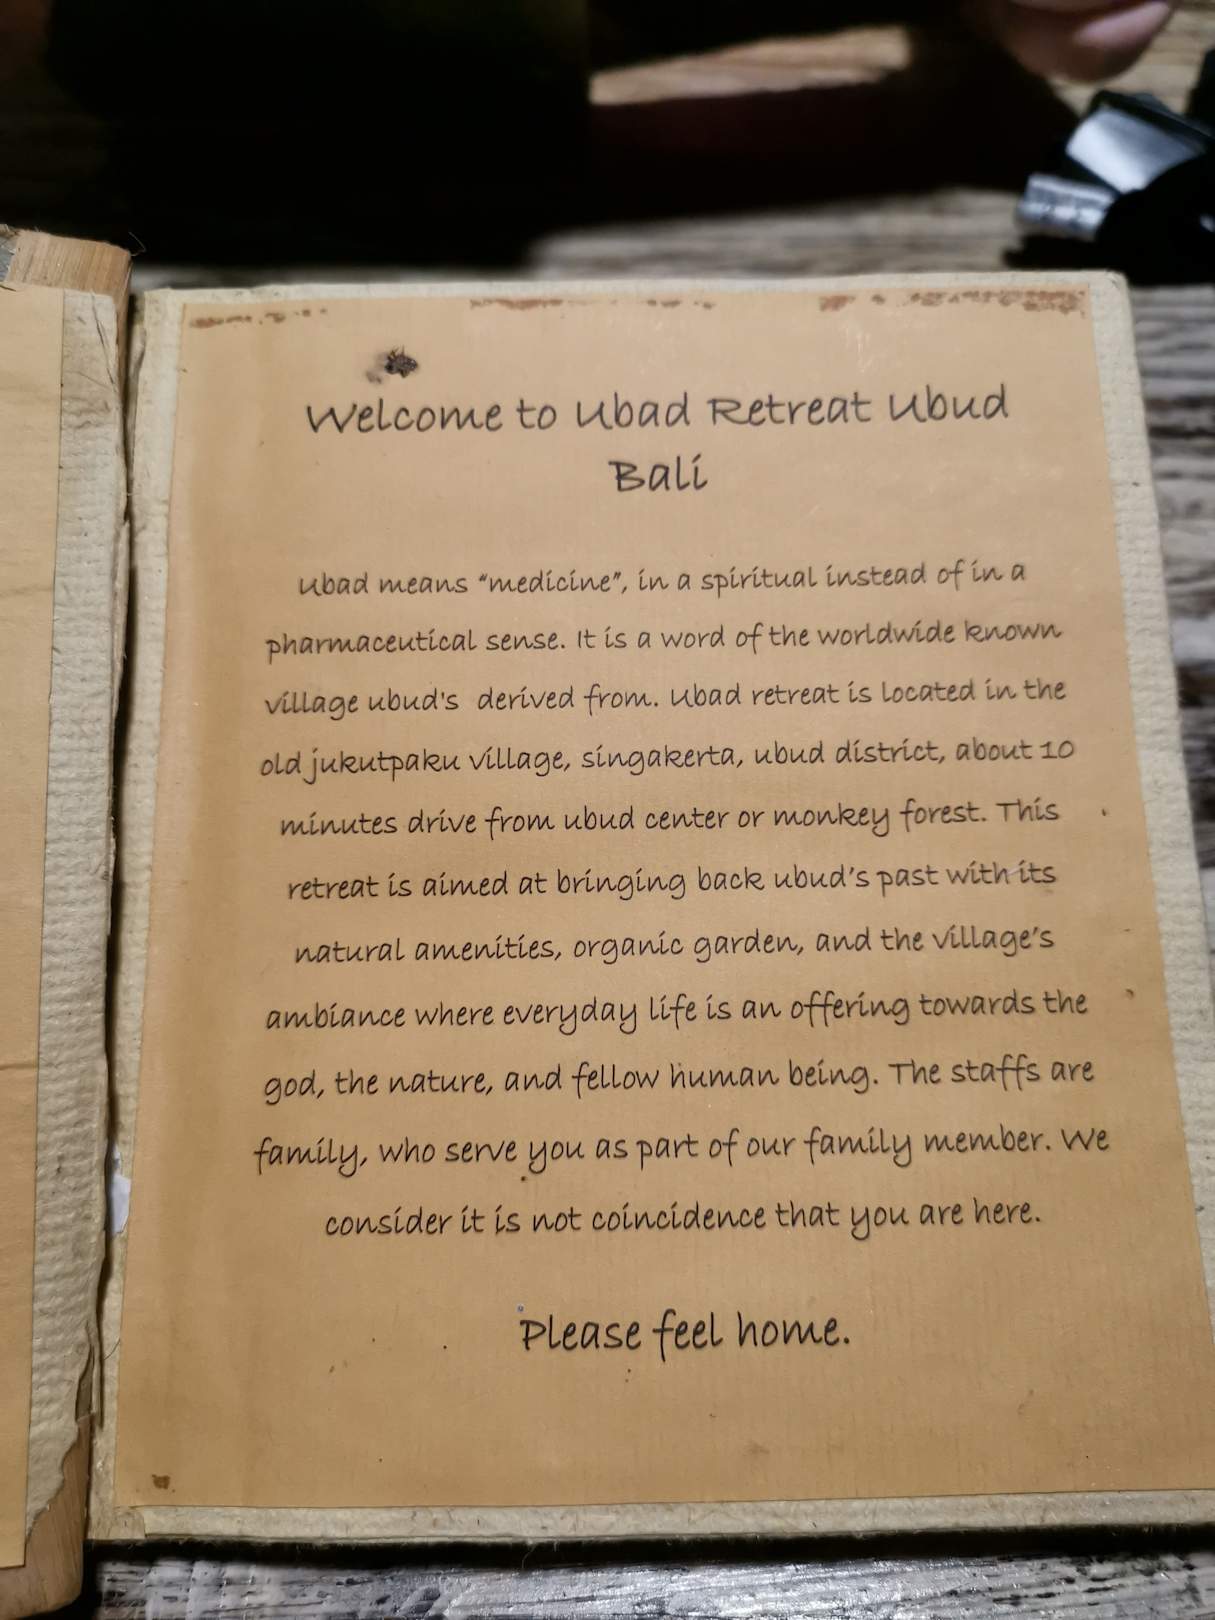 Welcome to Ubad Retreat Ubud
Bali
Ubad means “medicine”, in a spiritual instead of in a
pharmaceutical sense. It is a word of the worldwide known
village ubud's derived from. Ubad retreat is located in the
old jukutpaku village, singakerta, ubud district, about 10
minutes drive from ubud center or monkey forest. This
retreat is aimed at bringing back ubud’s past with its
natural amenities, organic garden, and the village’s
ambiance where everyday life is an offering towards the
god, the nature, and fellow human being. The staffs are
family, who serve you as part of our family member. We
consider it is not coincidence that you are here.
Please feel home.